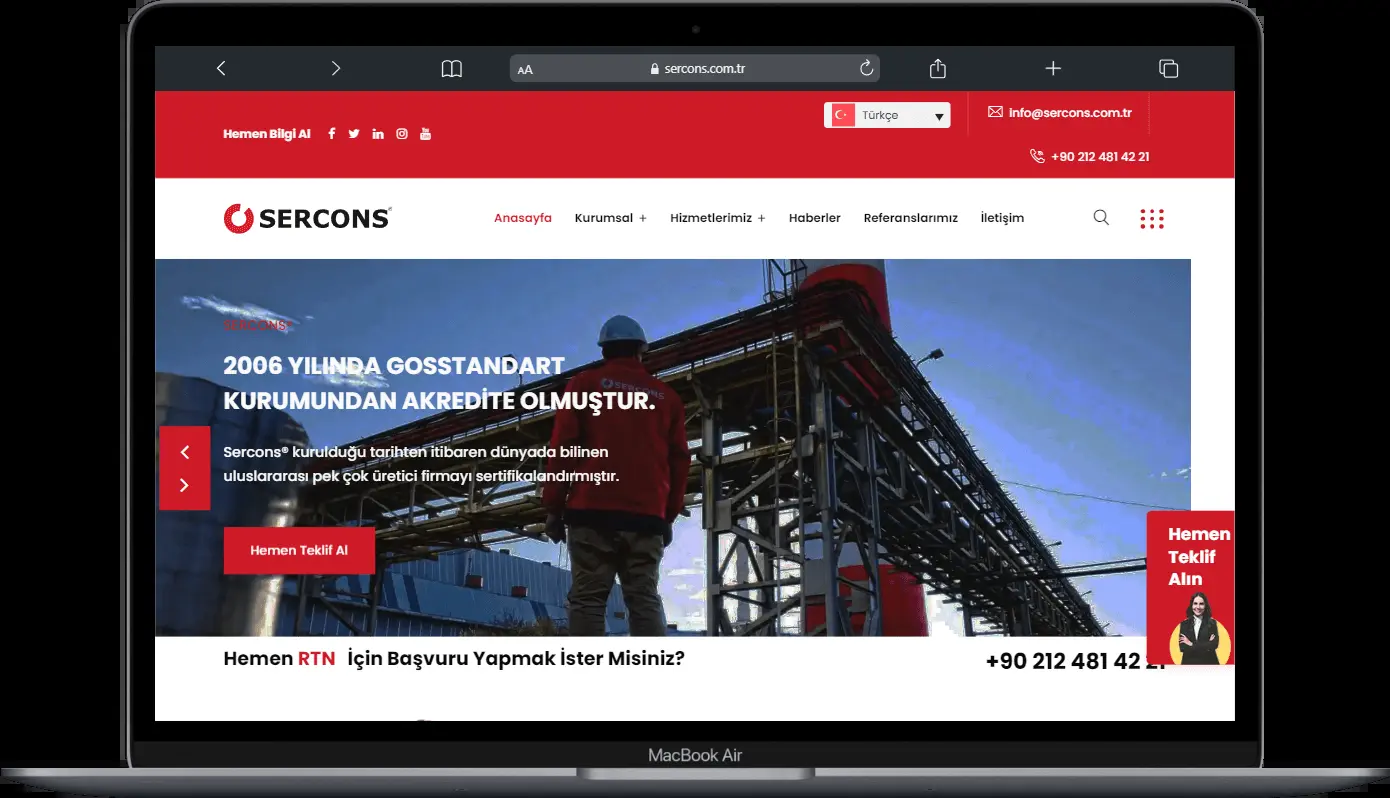 AA
sercons.com.tr
Türkçe
info@sercons.com.tr
Hemen Bilgi Al
+90 212 481 42 21
SERCONS
Anasayfa
Kurumsal +
Hizmetlerimiz +
Haberler
Referanslarımız
İletişim
SERCONS®
2006 YILINDA GOSSTANDART
KURUMUNDAN AKREDİTE OLMUŞTUR.
SERCONS
Sercons® kurulduğu tarihten itibaren dünyada bilinen
uluslararası pek çok üretici firmayı sertifikalandırmıştır.
Hemen Teklif Al
Hemen
Teklif
Alın
Hemen RTN İçin Başvuru Yapmak İster Misiniz?
+90 212 481 42 21
MacBook Air